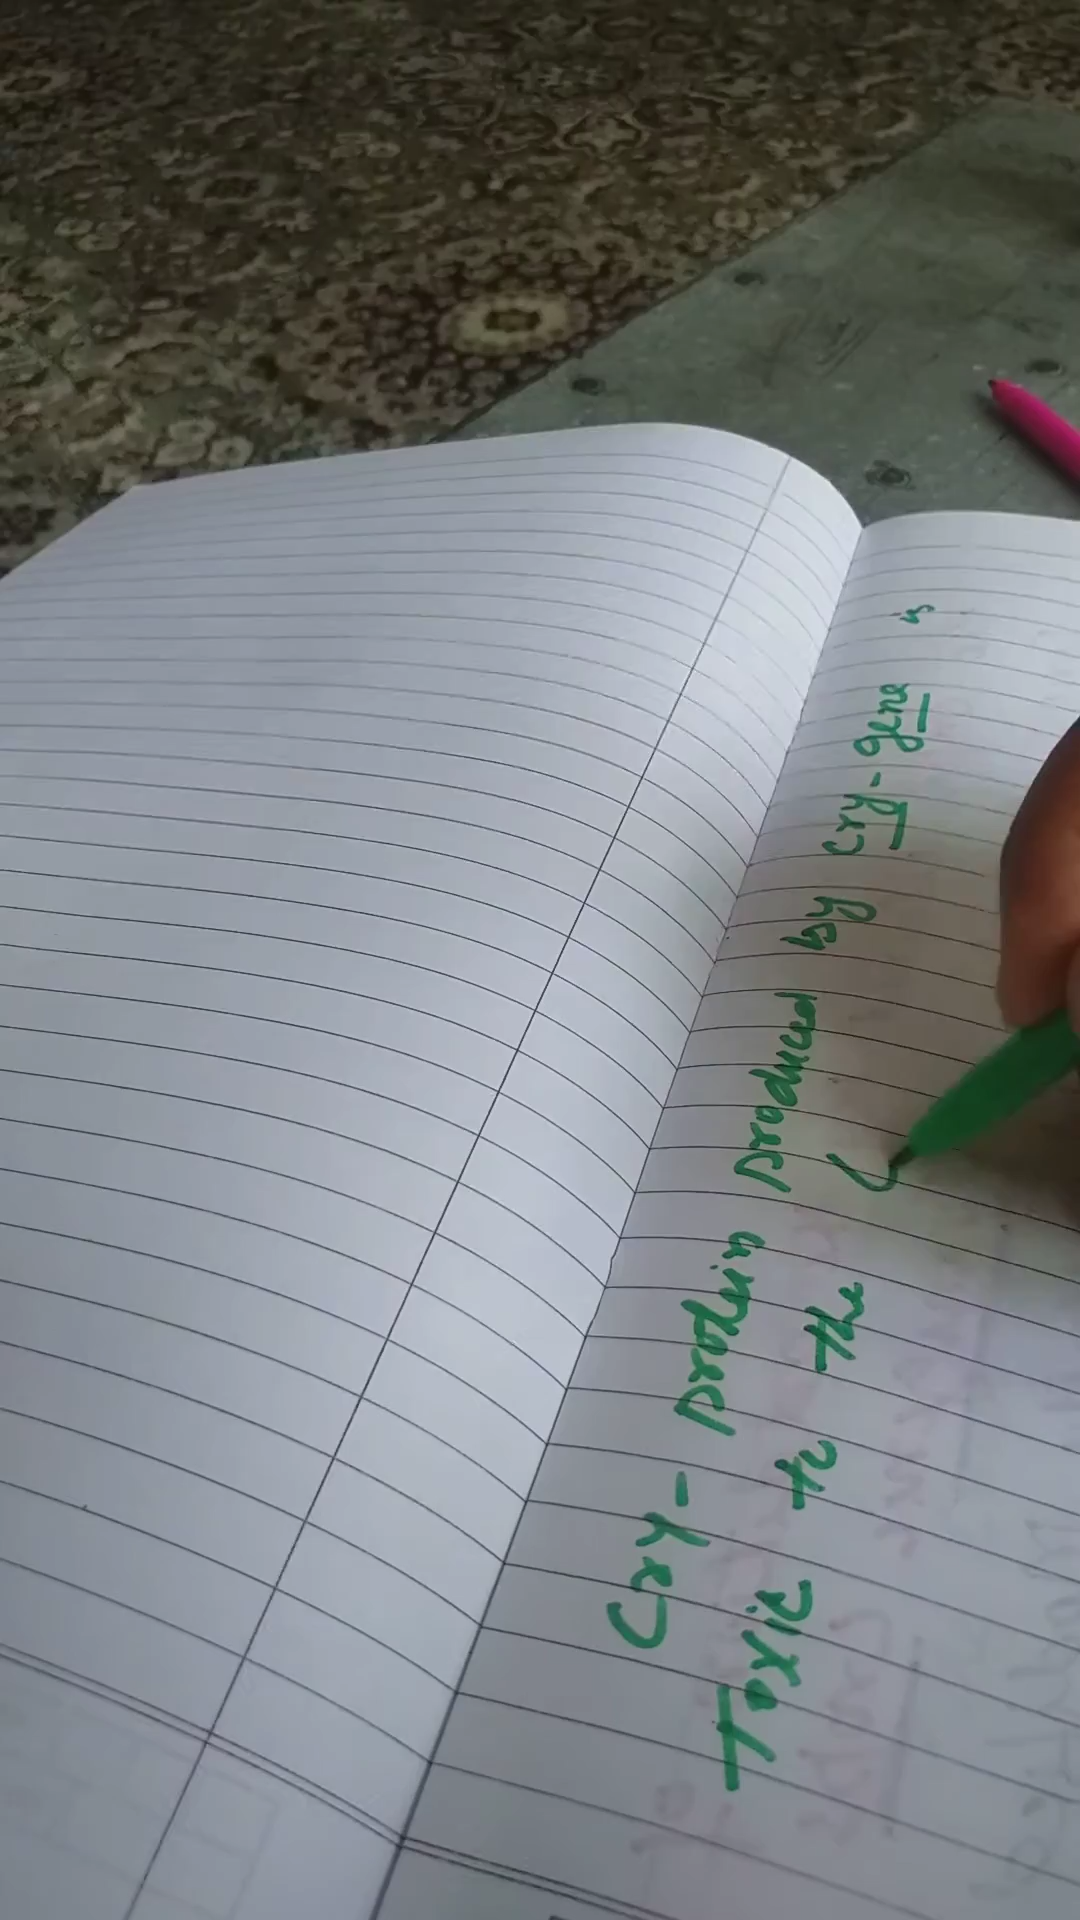 Cry - protein produced by cry - gene is
toxic to the